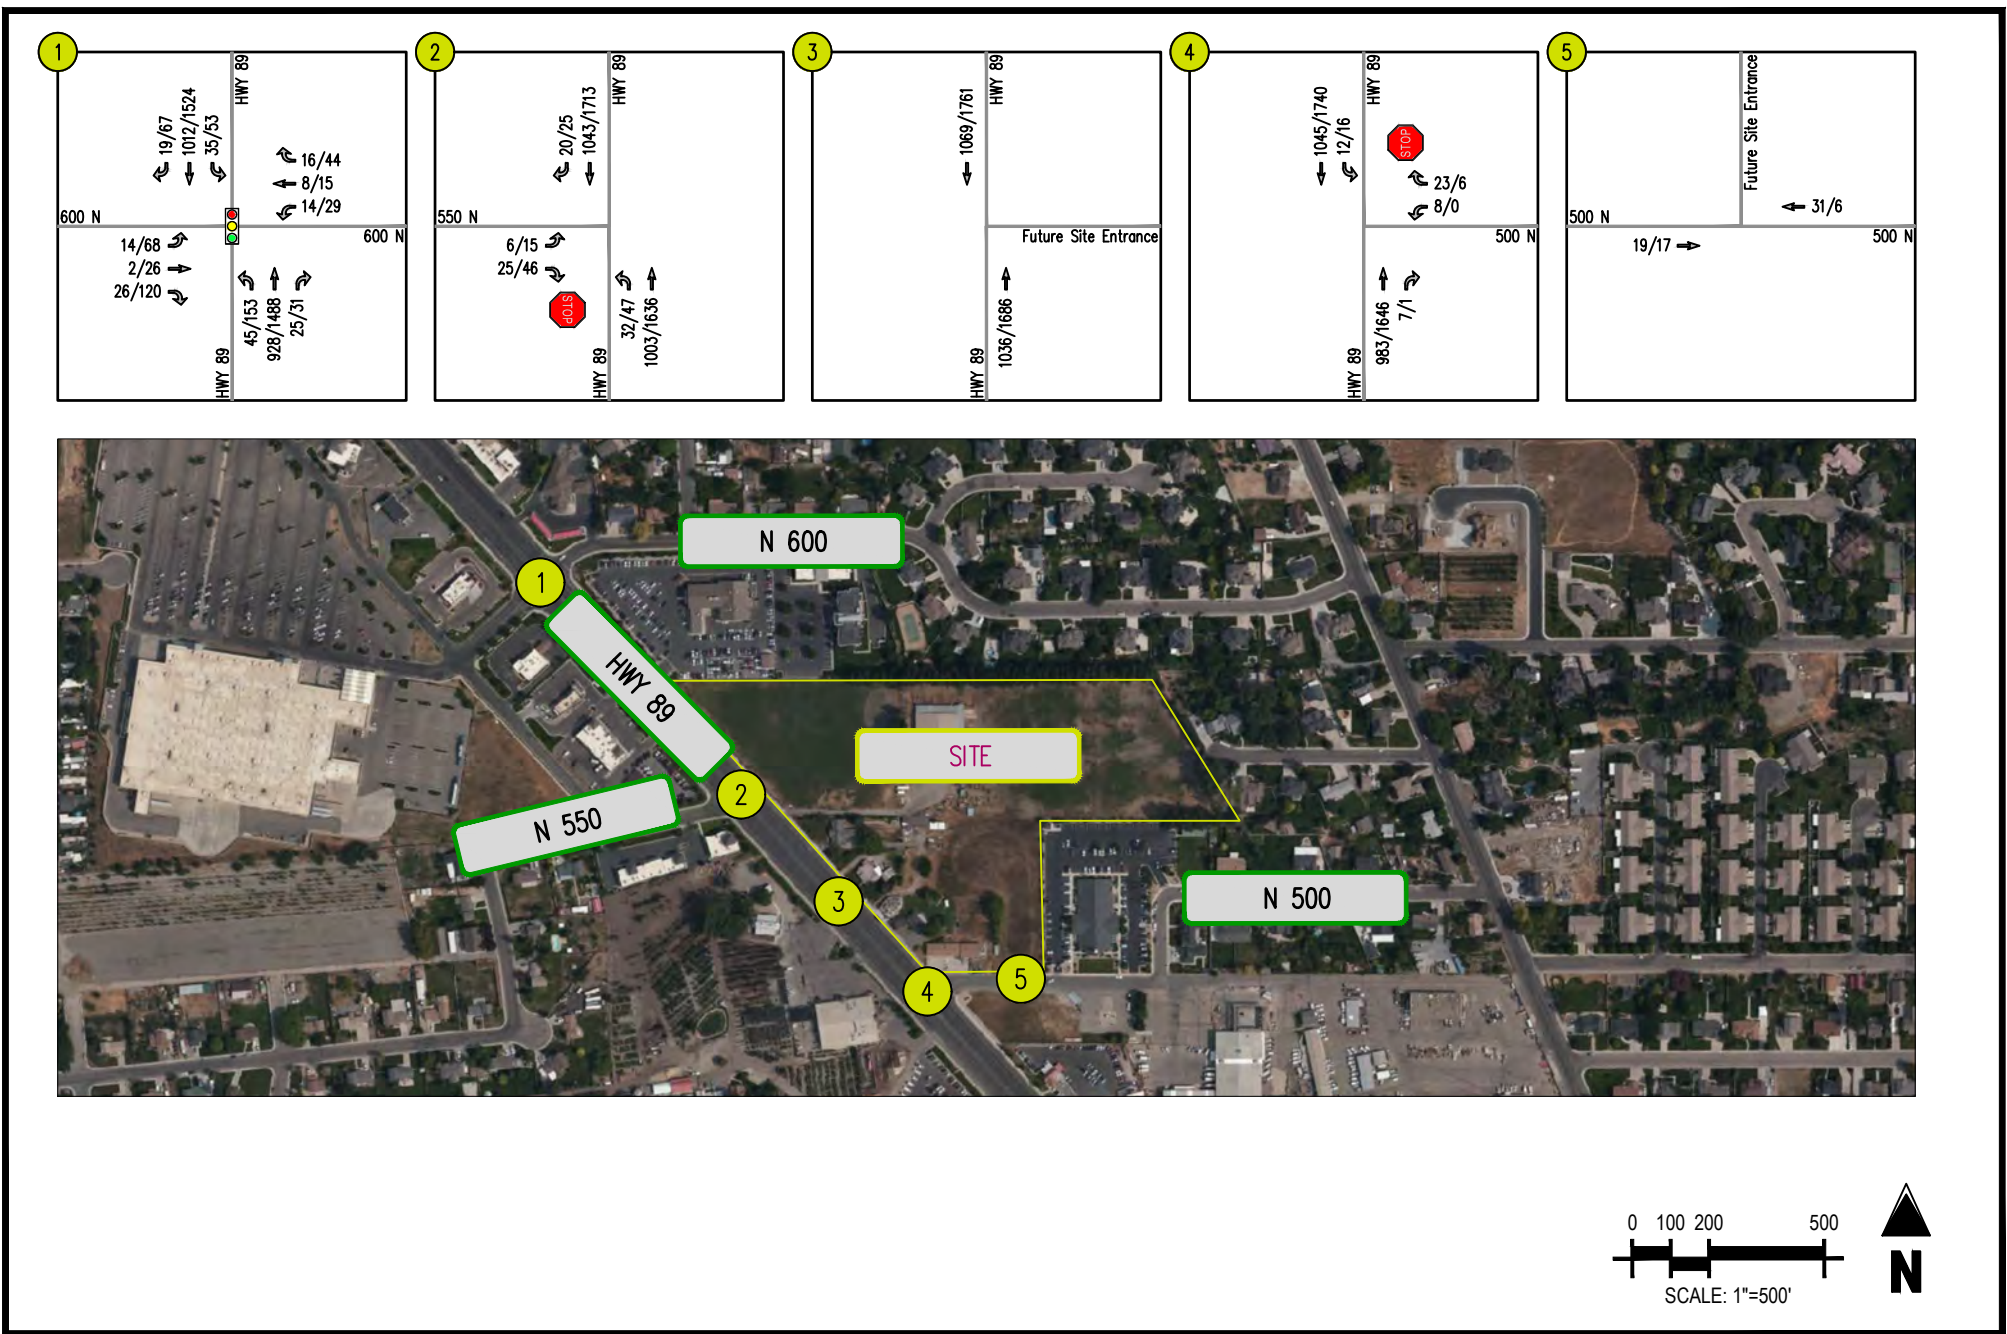 1
HWY 89
19/67
1012/1524
35/53
16/44
8/15
14/29
600 N
600 N
14/68
2/26
26/120
45/153
928/1488
25/31
HWY 89
2
HWY 89
20/25
1043/1713
550 N
6/15
25/46
STOP
32/47
1003/1636
HWY 89
3
HWY 89
1069/1761
Future Site Entrance
1036/1686
HWY 89
4
HWY 89
1045/1740
12/16
STOP
23/6
8/0
500 N
983/1646
7/1
HWY 89
5
Future Site Entrance
31/6
500 N
500 N
19/17
N 600
1
HWY 89
SITE
2
N 550
3
N 500
4
5
0 100 200 500
SCALE: 1"=500'
N